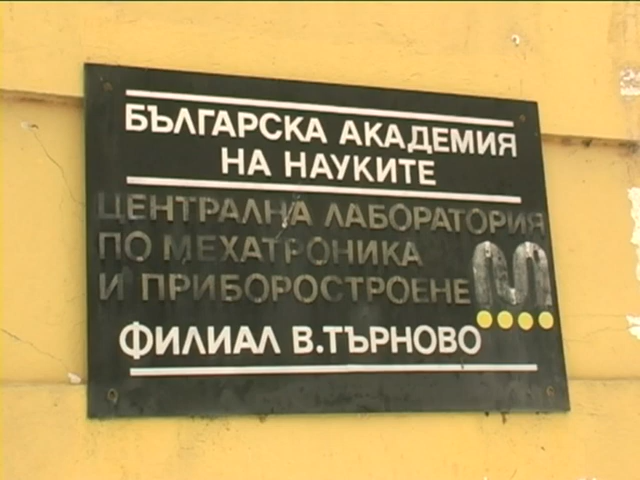 БЪЛГАРСКА АКАДЕМИЯ
НА НАУКИТЕ
ЦЕНТРАЛНА ЛАБОРАТОРИЯ
ПО МЕХАТРОНИКА
И ПРИБОРОСТРОЕНЕ
ФИЛИАЛ В.ТЪРНОВО